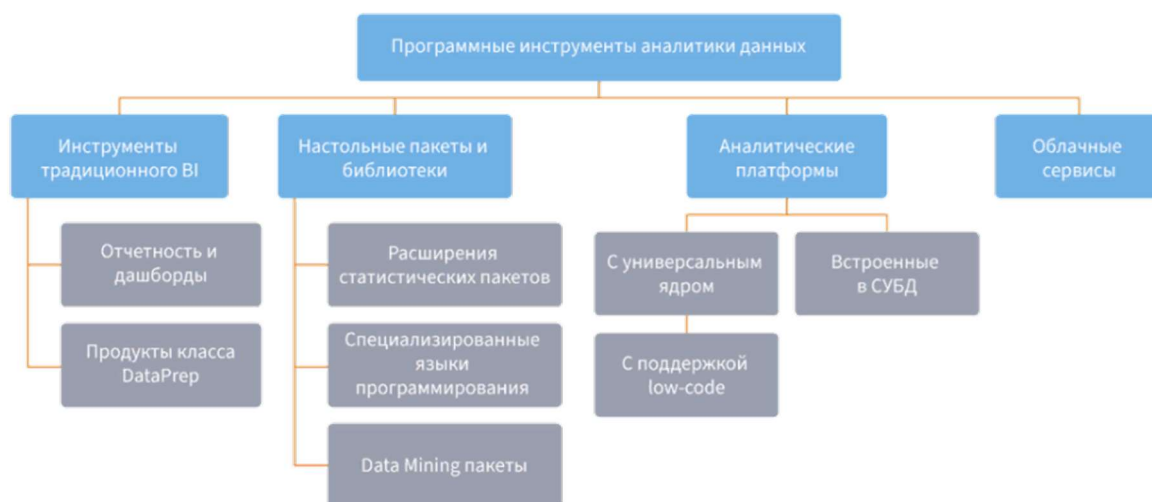 Программные инструменты аналитики данных
Инструменты
традиционного BI
Настольные пакеты и
библиотеки
Аналитические
платформы
Облачные
сервисы
Отчетность и
дашборды
Продукты класса
DataPrep
Расширения
статистических пакетов
Специализированные
языки
программирования
Data Mining пакеты
С универсальным
ядром
С поддержкой
low-code
Встроенные
в СУБД